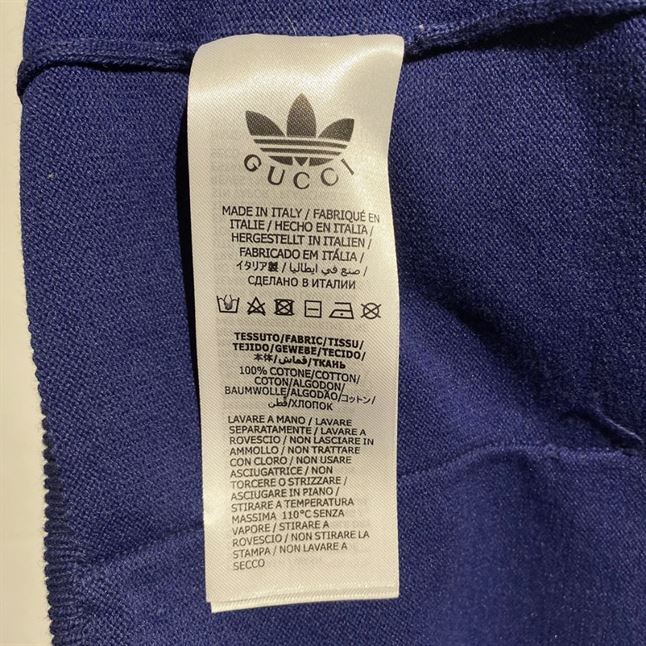 GUCCI
MADE IN ITALY / FABRIQUÉ EN
ITALIE / HECHO EN ITALIA /
HERGESTELLT IN ITALIEN /
FABRICADO EM ITÁLIA /
イタリア製 / صنع في ايطاليا /
СДЕЛАНО В ИТАЛИИ
TESSUTO/FABRIC/TISSU/
TEJIDO/GEWEBE/TECIDO/
本体/قماش/ТКАНЬ
100% COTONE/COTTON/
COTON/ALGODON/
BAUMWOLLE/ALGODÃO/コットン/
قطن/ХЛОПОК
LAVARE A MANO / LAVARE
SEPARATAMENTE / LAVARE A
ROVESCIO / NON LASCIARE IN
AMMOLLO / NON TRATTARE
CON CLORO / NON USARE
ASCIUGATRICE / NON
TORCERE O STRIZZARE /
ASCIUGARE IN PIANO /
STIRARE A TEMPERATURA
MASSIMA 110°C SENZA
VAPORE / STIRARE A
ROVESCIO / NON STIRARE LA
STAMPA / NON LAVARE A
SECCO